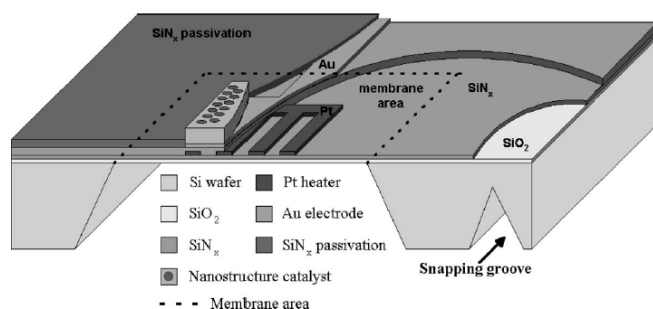 SiNx passivation
Au
membrane area
SiNx
Pt
SiO2
Si wafer
Pt heater
SiO2
Au electrode
SiNx
SiNx passivation
Nanostructure catalyst
Membrane area
Snapping groove